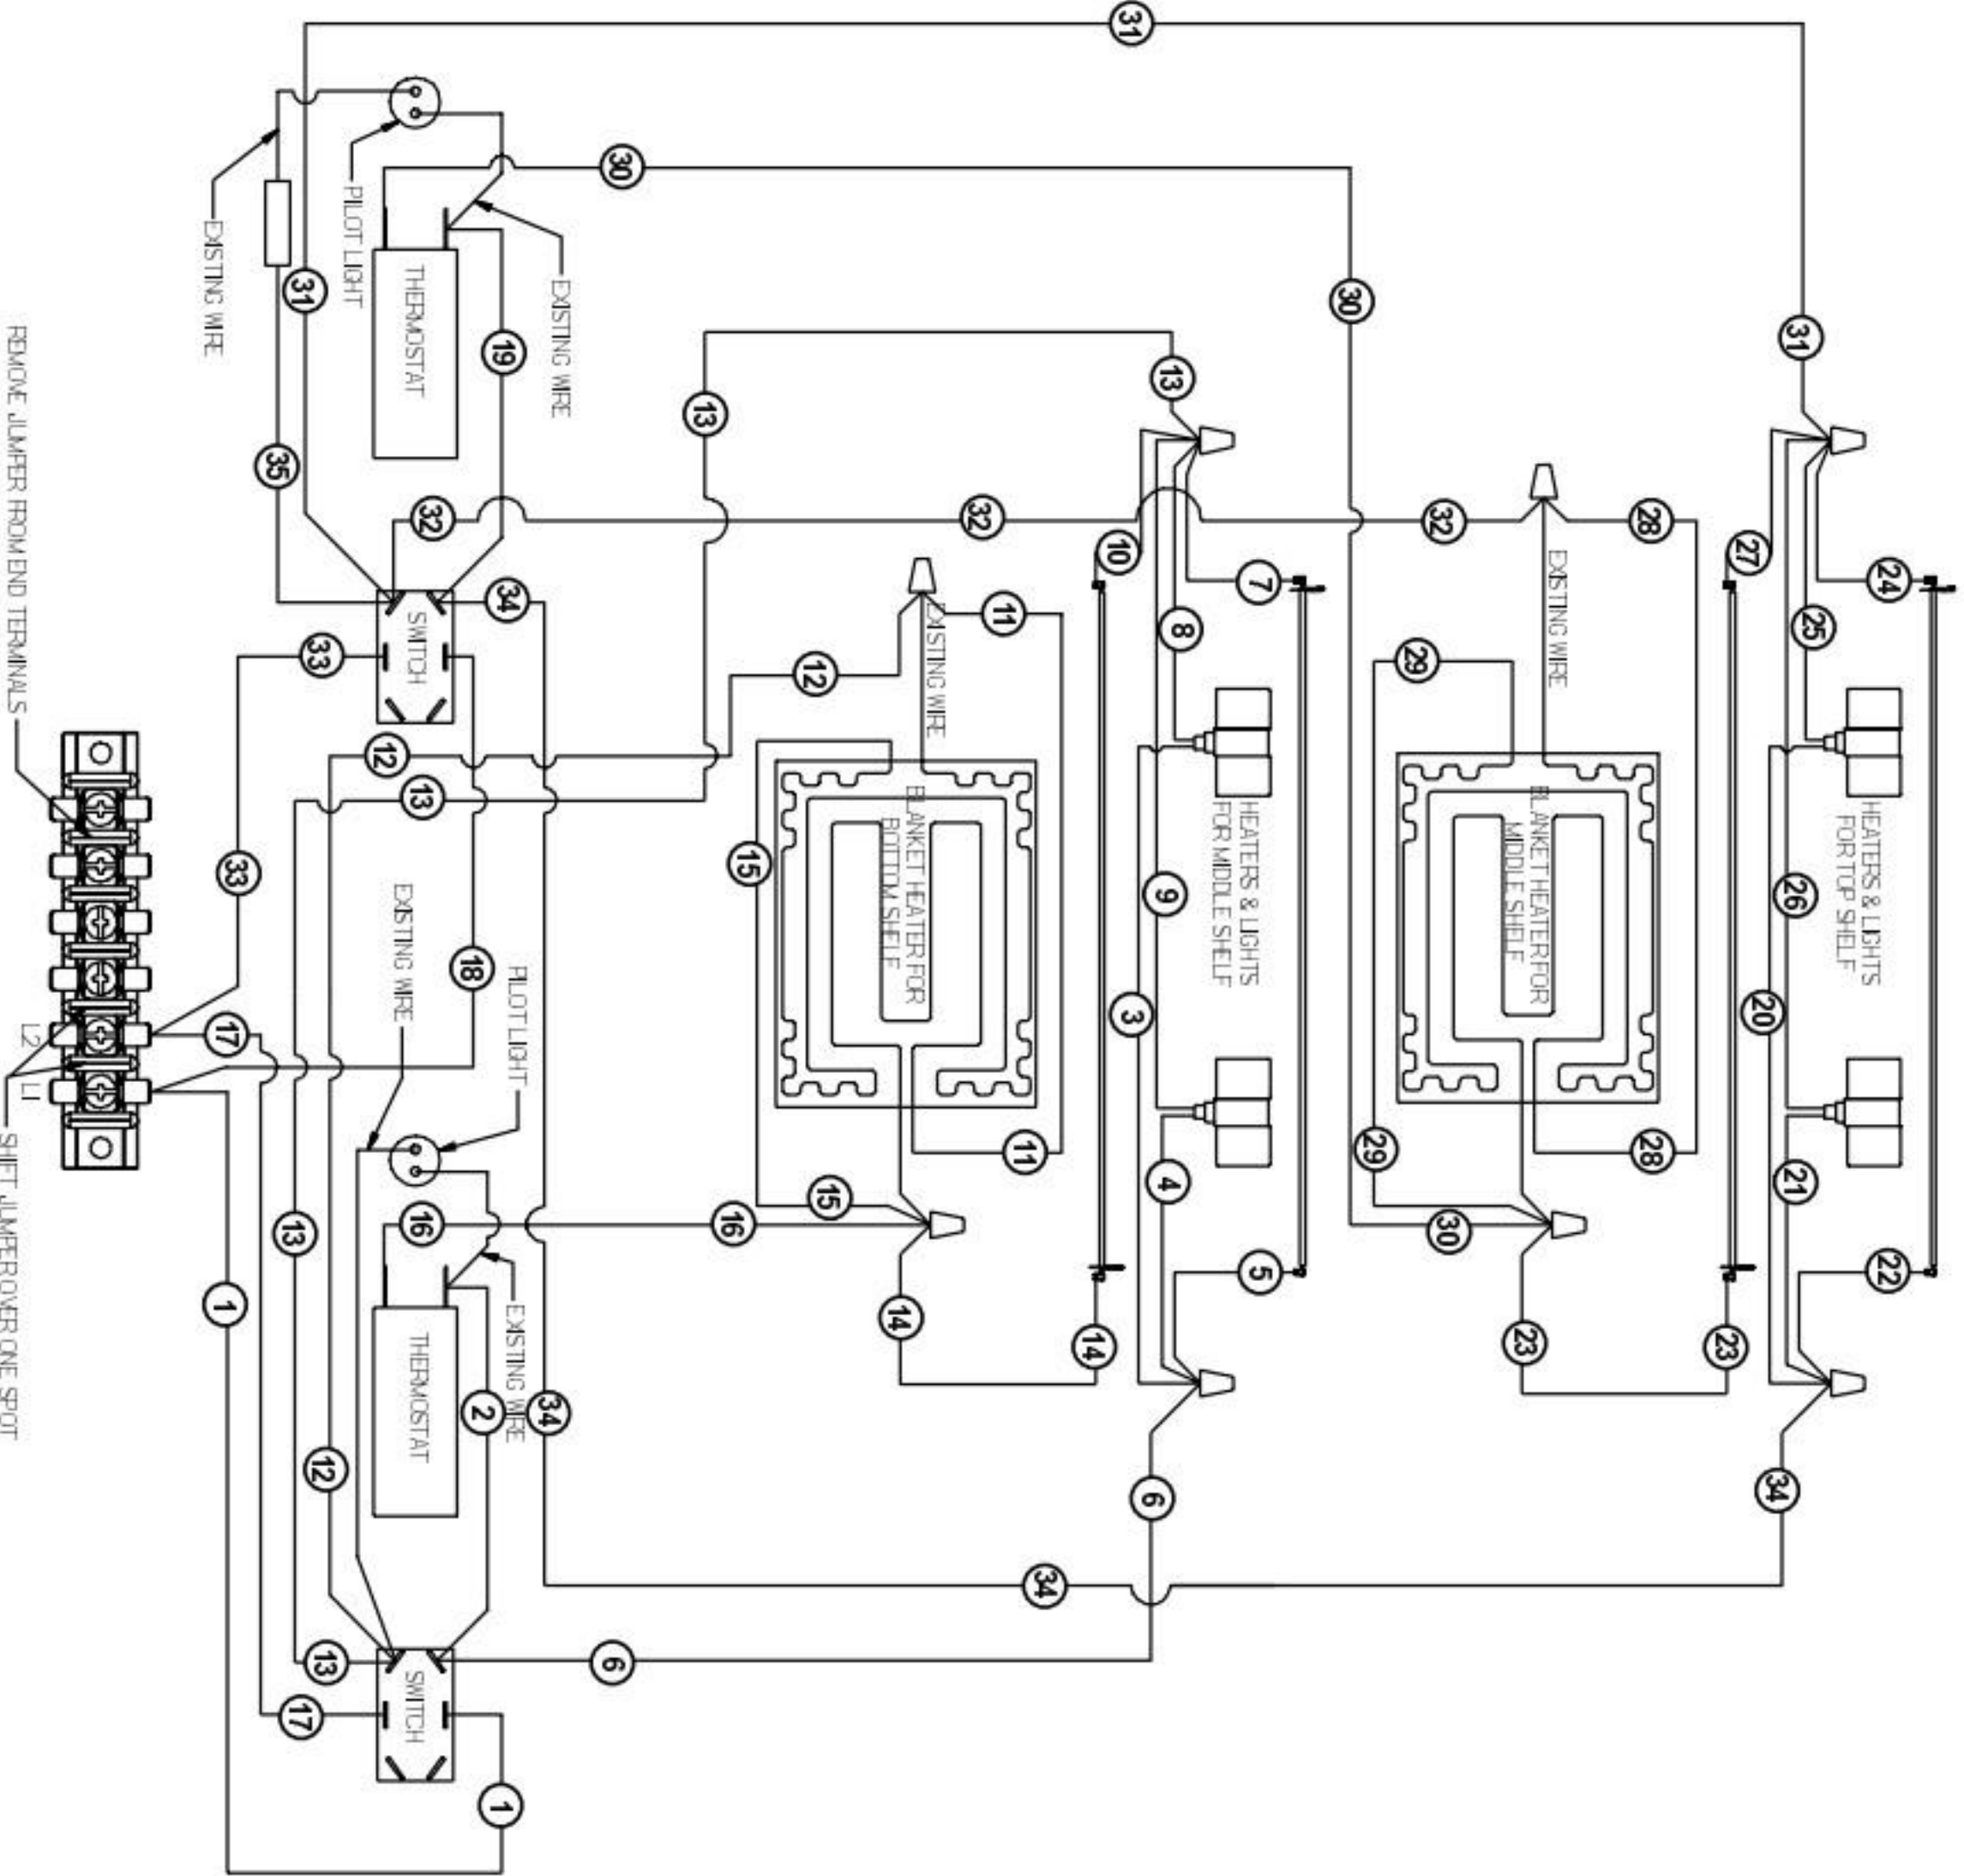 24
22
HEATERS & LIGHTS
FOR TOP SHELF
31
25
26
21
34
20
27
23
28
28
EXISTING WIRE
BLANKET HEATER FOR
MIDDLE SHELF
23
32
30
29
29
30
7
5
HEATERS & LIGHTS
FOR MIDDLE SHELF
13
8
9
4
6
31
3
10
14
34
11
11
32
EXISTING WIRE
BLANKET HEATER FOR
BOTTOM SHELF
14
12
15
15
16
13
30
6
EXISTING WIRE
34
19
34
PILOT LIGHT
EXISTING WIRE
2
1
18
32
13
16
THERMOSTAT
SWITCH
EXISTING WIRE
THERMOSTAT
SWITCH
12
PILOT LIGHT
33
12
13
31
13
17
35
33
17
1
EXISTING WIRE
L2 L1
REMOVE JUMPER FROM END TERMINALS
SHIFT JUMPER OVER ONE SPOT